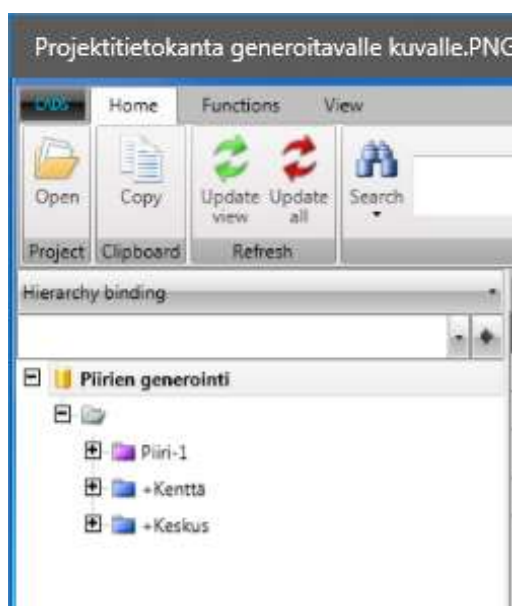 Projektitietokanta generoitavalle kuvalle.PNG
CADS Home Functions View
Open Copy Update view Update all Search
Project Clipboard Refresh
Hierarchy binding
Piirien generointi
Piiri-1
+Kenttä
+Keskus